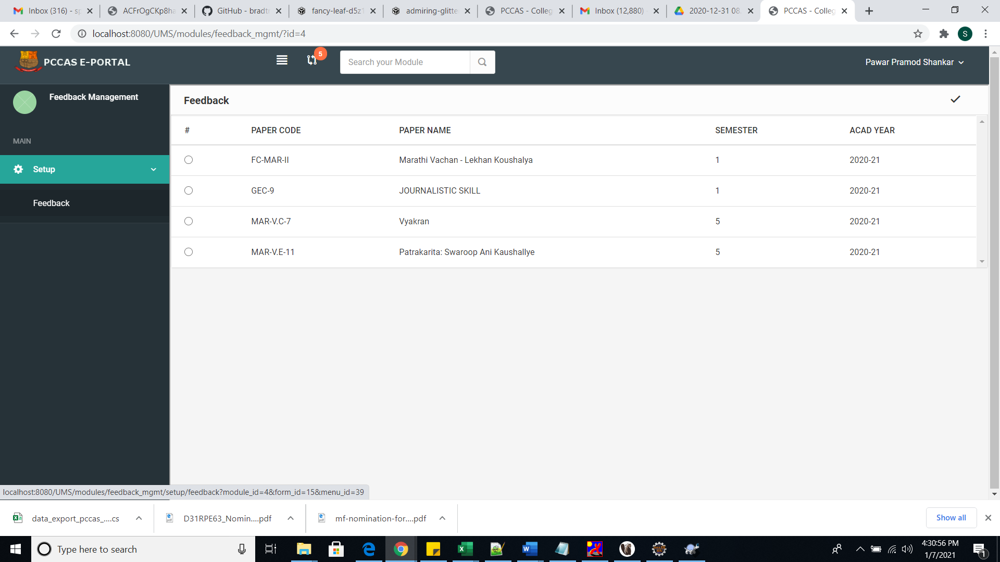 Inbox (316) - sp
ACFrOgCKp8ha
GitHub - bradtr
fancy-leaf-d5z1
admiring-glitte
PCCAS - Colleg
Inbox (12,880)
2020-12-31 08.
PCCAS - Colleg
localhost:8080/UMS/modules/feedback_mgmt/?id=4
S
PCCAS E-PORTAL
5
Search your Module
Pawar Pramod Shankar
Feedback Management
MAIN
Setup
Feedback
Feedback
# PAPER CODE PAPER NAME SEMESTER ACAD YEAR
FC-MAR-II Marathi Vachan - Lekhan Koushalya 1 2020-21
GEC-9 JOURNALISTIC SKILL 1 2020-21
MAR-V.C-7 Vyakran 5 2020-21
MAR-V.E-11 Patrakarita: Swaroop Ani Kaushallye 5 2020-21
localhost:8080/UMS/modules/feedback_mgmt/setup/feedback?module_id=4&form_id=15&menu_id=39
data_export_pccas_....cs
D31RPE63_Nomin....pdf
mf-nomination-for....pdf
Show all
Type here to search
4:30:56 PM
1/7/2021
1